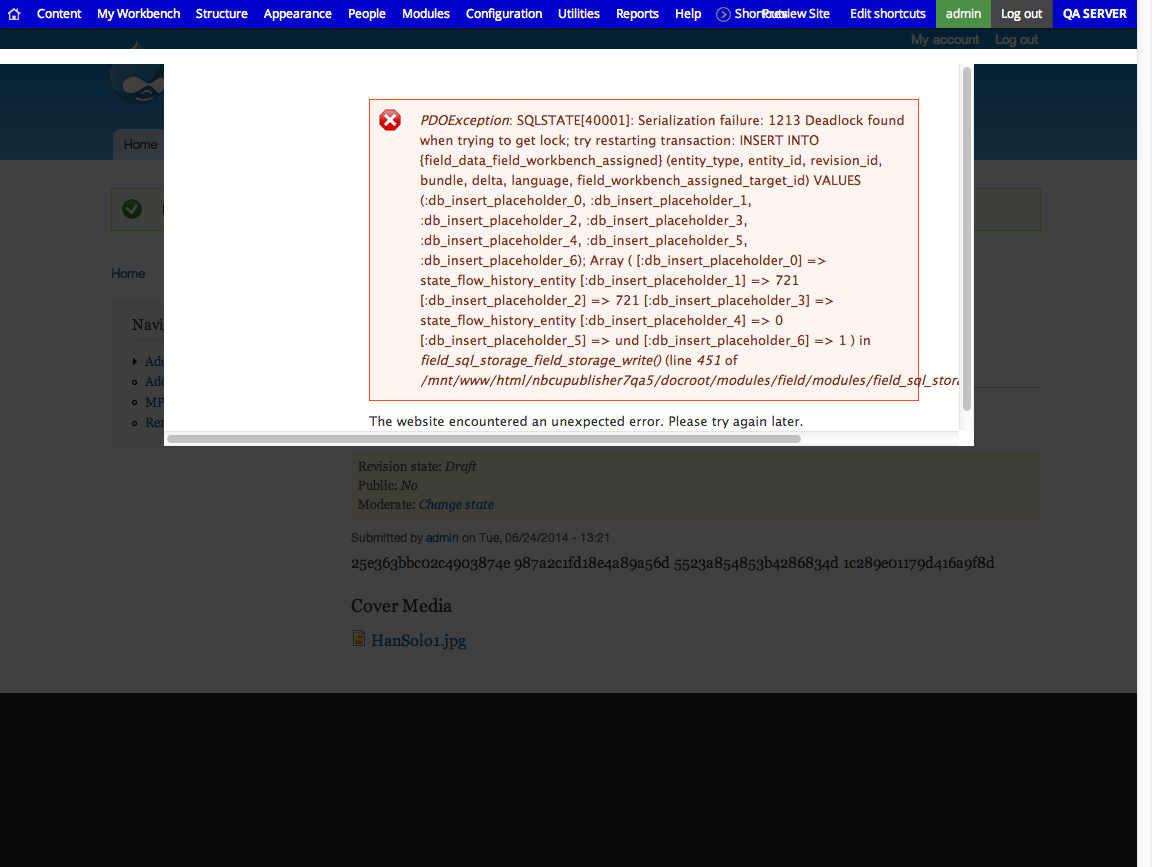 Content My Workbench Structure Appearance People Modules Configuration Utilities Reports Help Shortcuts Preview Site Edit shortcuts admin Log out QA SERVER
My account Log out
Home
PDOException: SQLSTATE[40001]: Serialization failure: 1213 Deadlock found
when trying to get lock; try restarting transaction: INSERT INTO
{field_data_field_workbench_assigned} (entity_type, entity_id, revision_id,
bundle, delta, language, field_workbench_assigned_target_id) VALUES
(:db_insert_placeholder_0, :db_insert_placeholder_1,
:db_insert_placeholder_2, :db_insert_placeholder_3,
:db_insert_placeholder_4, :db_insert_placeholder_5,
:db_insert_placeholder_6); Array ( [:db_insert_placeholder_0] =>
state_flow_history_entity [:db_insert_placeholder_1] => 721
[:db_insert_placeholder_2] => 721 [:db_insert_placeholder_3] =>
state_flow_history_entity [:db_insert_placeholder_4] => 0
[:db_insert_placeholder_5] => und [:db_insert_placeholder_6] => 1 ) in
field_sql_storage_field_storage_write() (line 451 of
/mnt/www/html/nbcupublisher7qa5/docroot/modules/field/modules/field_sql_stora
The website encountered an unexpected error. Please try again later.
Home
Navi
Add
Add
MP
Ren
Revision state: Draft
Public: No
Moderate: Change state
Submitted by admin on Tue, 06/24/2014 - 13:21
25e363bbc02c4903874e 987a2c1fd18e4a89a56d 5523a854853b4286834d 1c289e01179d416a9f8d
Cover Media
HanSolo1.jpg